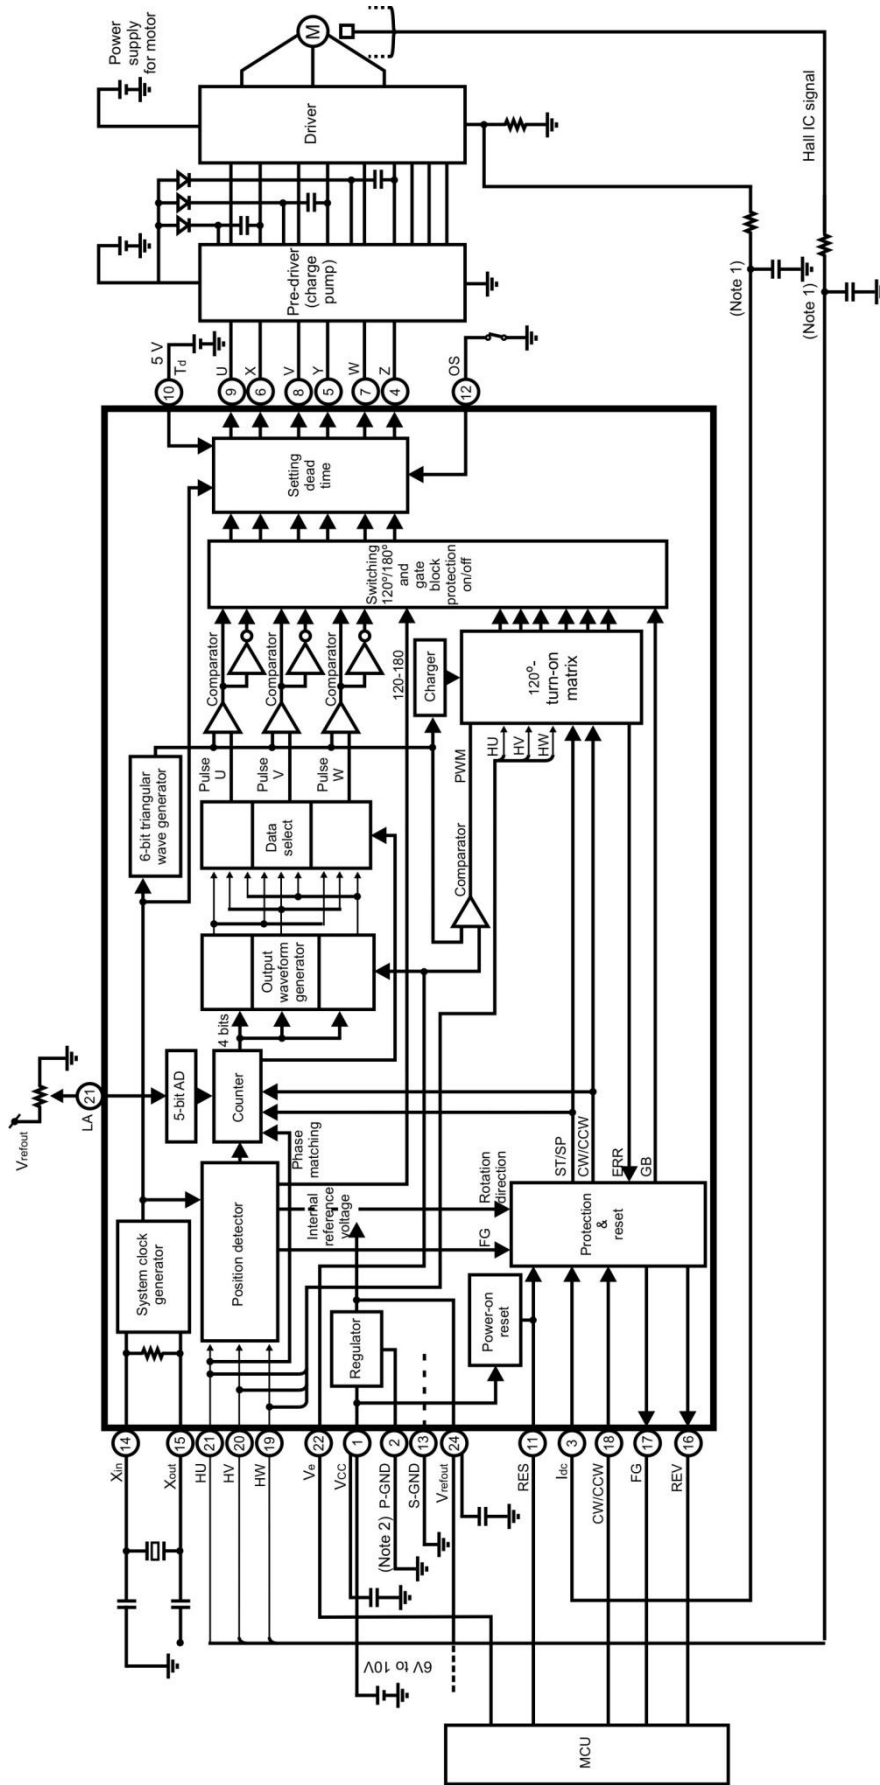 Power
supply
for motor
M
Driver
Pre-driver
(charge
pump)
Hall IC signal
(Note 1)
(Note 1)
5 V
Td
10
U
9
X
6
V
8
Y
5
W
7
Z
4
OS
12
Setting
dead
time
Switching
120°/180°
and
gate
block
protection
on/off
Comparator
Comparator
Comparator
120-180
Charger
120°-
turn-on
matrix
6-bit triangular
wave generator
Pulse
U
Pulse
V
Pulse
W
PWM
HU
HV
HW
Data
select
Comparator
Output
waveform
generator
4 bits
Vrefout
LA
21
5-bit AD
Counter
Phase
matching
ST/SP
CW/CCW
ERR
GB
System clock
generator
Position detector
Internal
reference
voltage
Rotation
direction
FG
Protection
&
reset
Regulator
Power-on
reset
Xin
14
Xout
15
HU
21
HV
20
HW
19
Ve
22
VCC
1
P-GND
2
(Note 2)
S-GND
13
Vrefout
24
RES
11
Idc
3
CW/CCW
18
FG
17
REV
16
6V to 10V
MCU